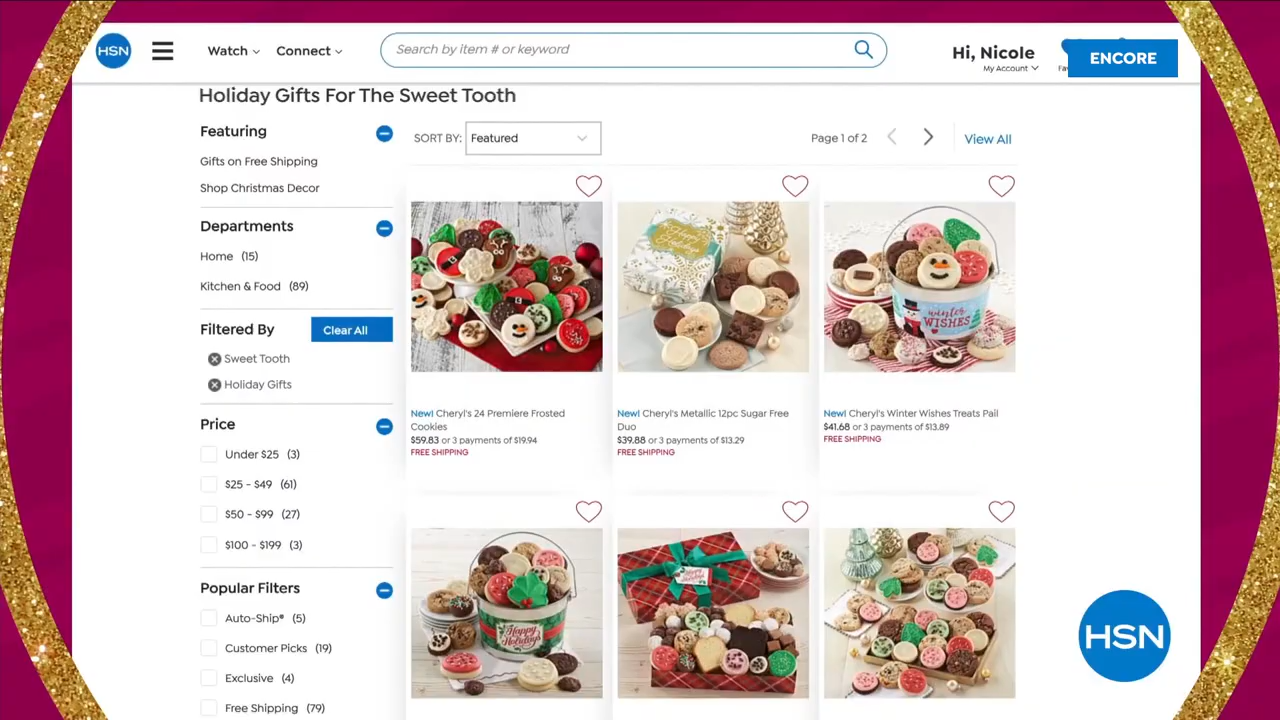 HSN
Watch
Connect
Search by item # or keyword
Hi, Nicole
My Account
ENCORE
Holiday Gifts For The Sweet Tooth
Featuring
Gifts on Free Shipping
Shop Christmas Decor
Departments
Home (15)
Kitchen & Food (89)
Filtered By
Clear All
Sweet Tooth
Holiday Gifts
Price
Under $25 (3)
$25 - $49 (61)
$50 - $99 (27)
$100 - $199 (3)
Popular Filters
Auto-Ship® (5)
Customer Picks (19)
Exclusive (4)
Free Shipping (79)
SORT BY: Featured
Page 1 of 2
View All
winter
WISHES
New! Cheryl's 24 Premiere Frosted
Cookies
$59.83 or 3 payments of $19.94
FREE SHIPPING
New! Cheryl's Metallic 12pc Sugar Free
Duo
$39.88 or 3 payments of $13.29
FREE SHIPPING
New! Cheryl's Winter Wishes Treats Pail
$41.68 or 3 payments of $13.89
FREE SHIPPING
Happy
Holidays
HSN